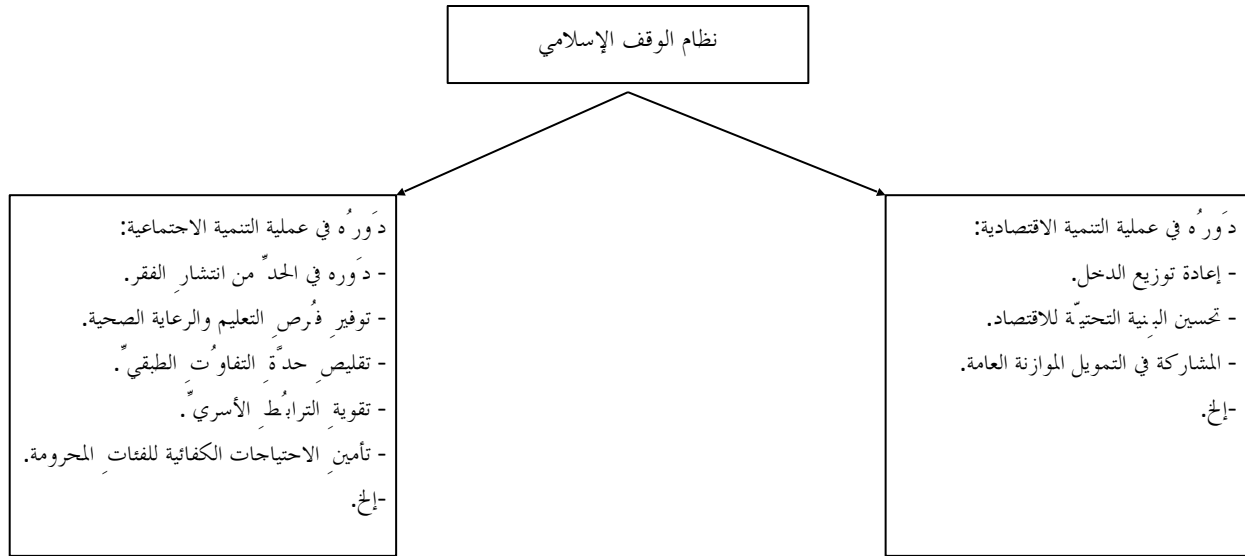 نظام الوقف الإسلامي
دَورُه في عملية التنمية الاقتصادية:
- إعادة توزيع الدخل.
- تحسين البِنية التحتيّة للاقتصاد.
- المشاركة في التمويل الموازنة العامة.
-إلخ.
دَورُه في عملية التنمية الاجتماعية:
- دَوره في الحدِّ من انتشارِ الفقر.
- توفيرِ فُرصِ التعليم والرعاية الصحية.
- تقليصِ حدَّةِ التفاوُتِ الطبقيِّ.
- تقوية الترابُطِ الأسريِّ.
- تأمينِ الاحتياجات الكفائية للفئاتِ المحرومة.
-إلخ.